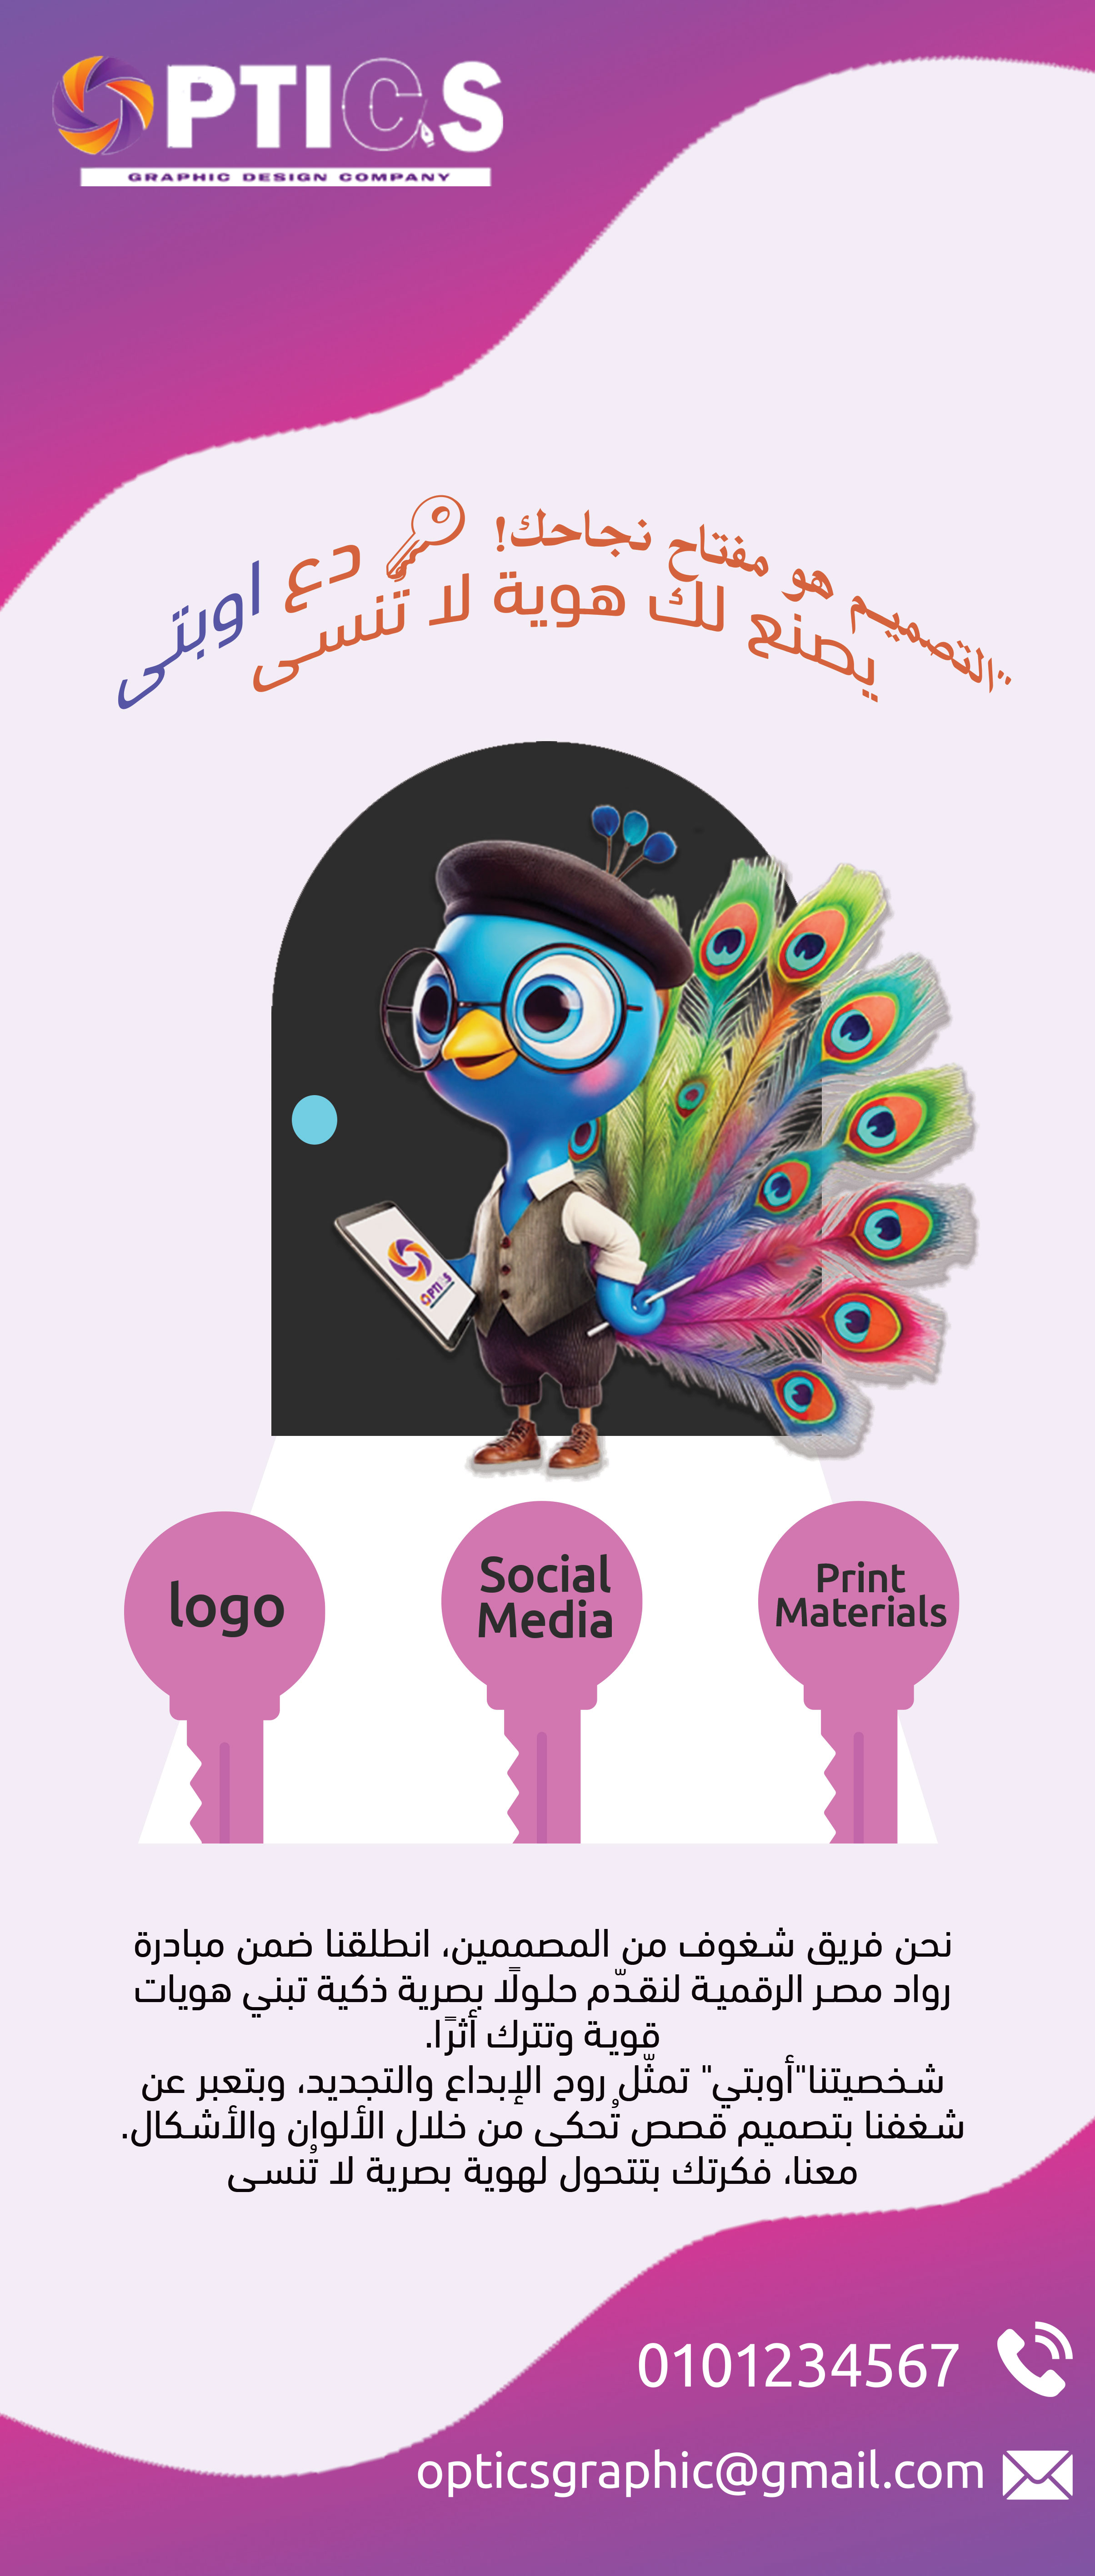 OPTICS
GRAPHIC DESIGN COMPANY
"التصميم هو مفتاح نجاحك! دع اوبتى
يصنع لك هوية لا تُنسى
OPTICS
logo
Social
Media
Print
Materials
نحن فريق شغوف من المصممين، انطلقنا ضمن مبادرة
رواد مصر الرقمية لنقدّم حلولًا بصرية ذكية تبني هويات
قوية وتترك أثرًا.
شخصيتنا"أوبتي" تمثّل روح الإبداع والتجديد، وبتعبر عن
شغفنا بتصميم قصص تُحكى من خلال الألوان والأشكال.
معنا، فكرتك بتتحول لهوية بصرية لا تُنسى
0101234567
opticsgraphic@gmail.com